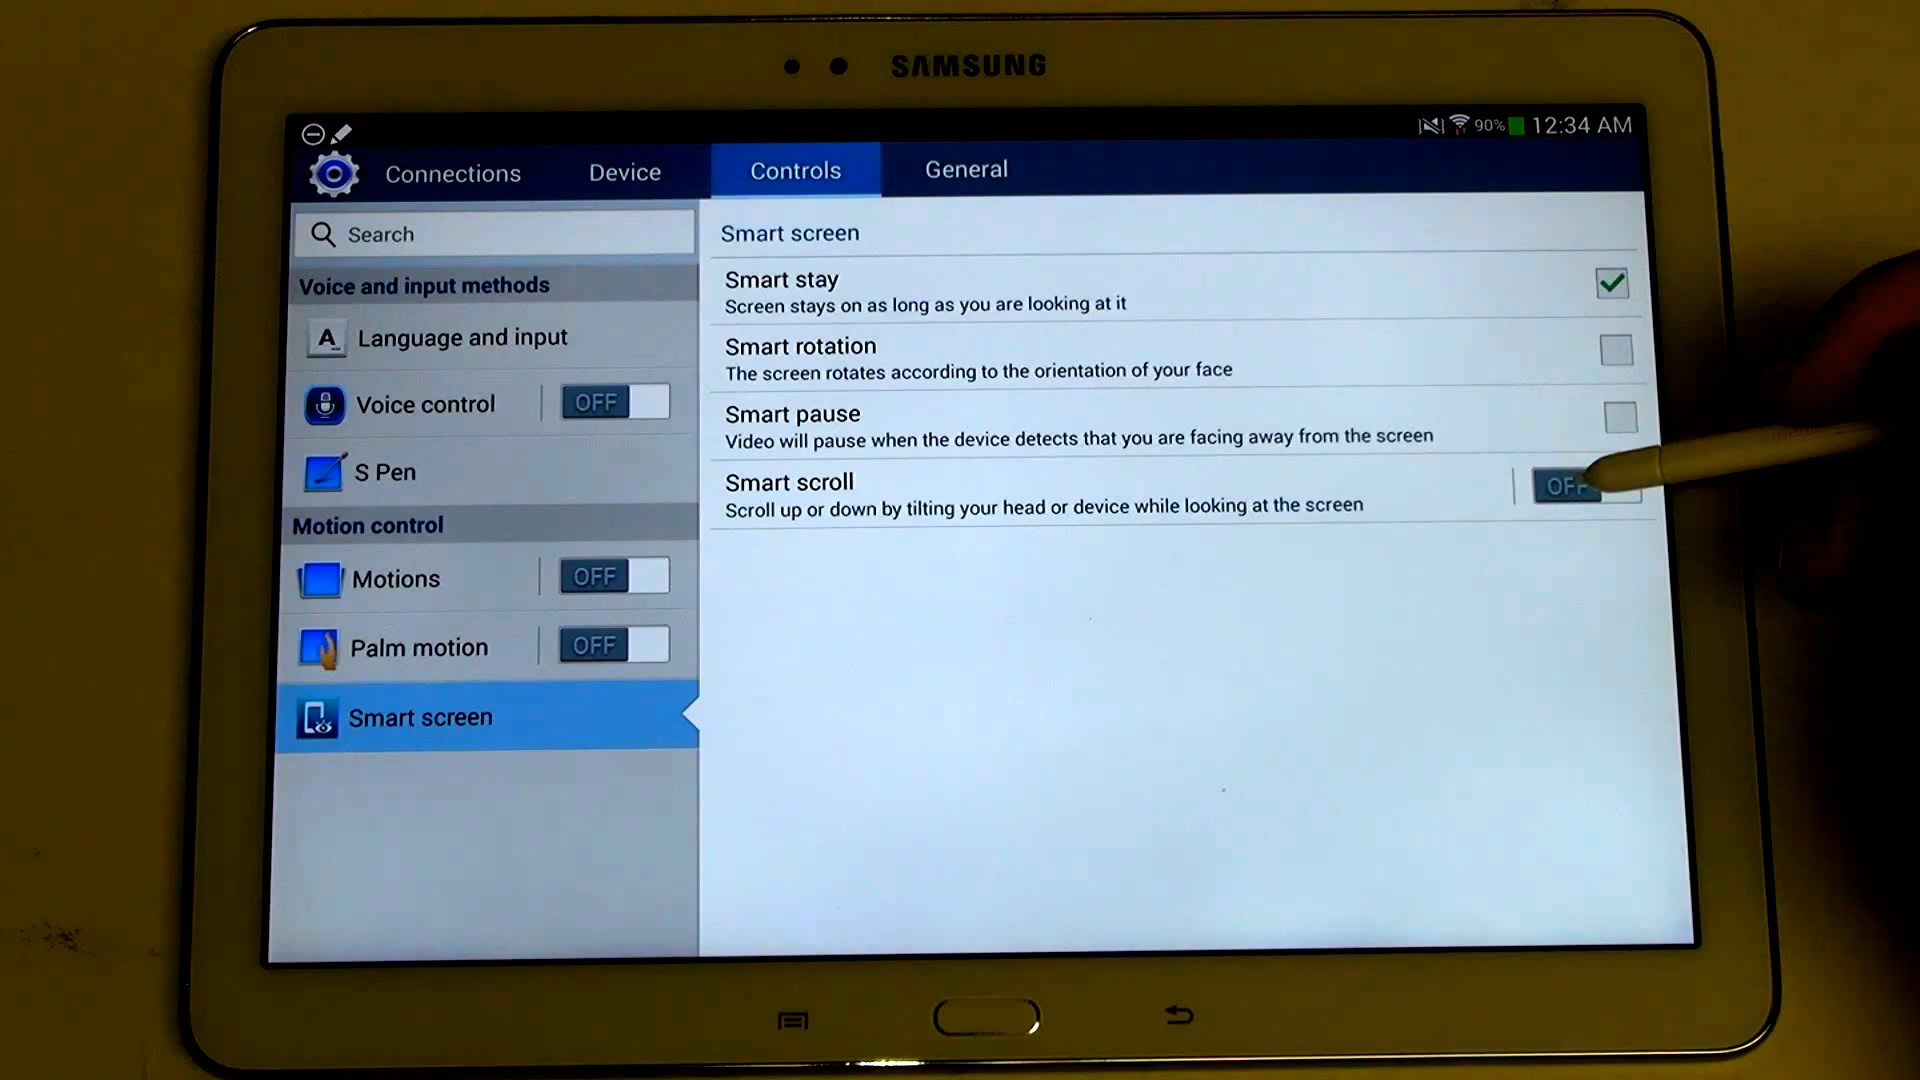 SAMSUNG
90% 12:34 AM
Connections Device Controls General
Search
Voice and input methods
A Language and input
Voice control OFF
S Pen
Motion control
Motions OFF
Palm motion OFF
Smart screen
Smart screen
Smart stay
Screen stays on as long as you are looking at it
Smart rotation
The screen rotates according to the orientation of your face
Smart pause
Video will pause when the device detects that you are facing away from the screen
Smart scroll
OFF
Scroll up or down by tilting your head or device while looking at the screen